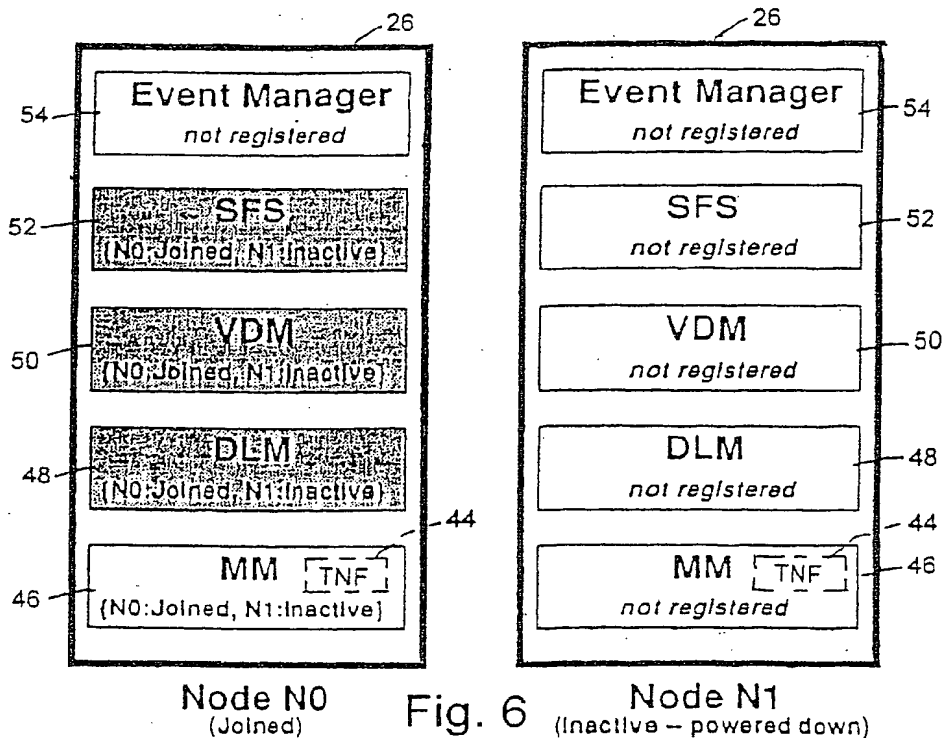 26
Event Manager
not registered
54
SFS
{N0:Joined, N1:Inactive}
52
VDM
{N0:Joined, N1:Inactive}
50
DLM
{N0:Joined, N1:Inactive}
48
44
MM
TNF
{N0:Joined, N1:Inactive}
46
Node N0
(Joined)
26
Event Manager
not registered
54
SFS
not registered
52
VDM
not registered
50
DLM
not registered
48
44
MM
TNF
not registered
46
Node N1
(Inactive – powered down)
Fig. 6